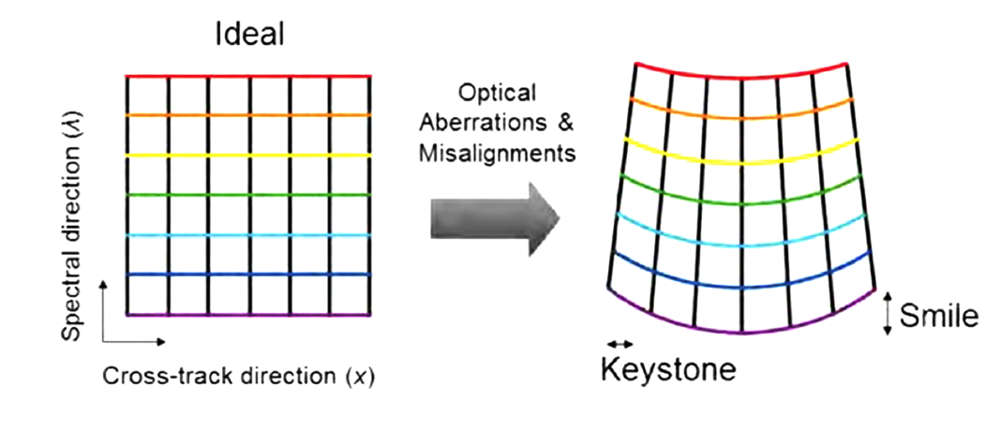 Ideal
Spectral direction (λ)
Cross-track direction (x)
Optical
Aberrations &
Misalignments
Smile
Keystone